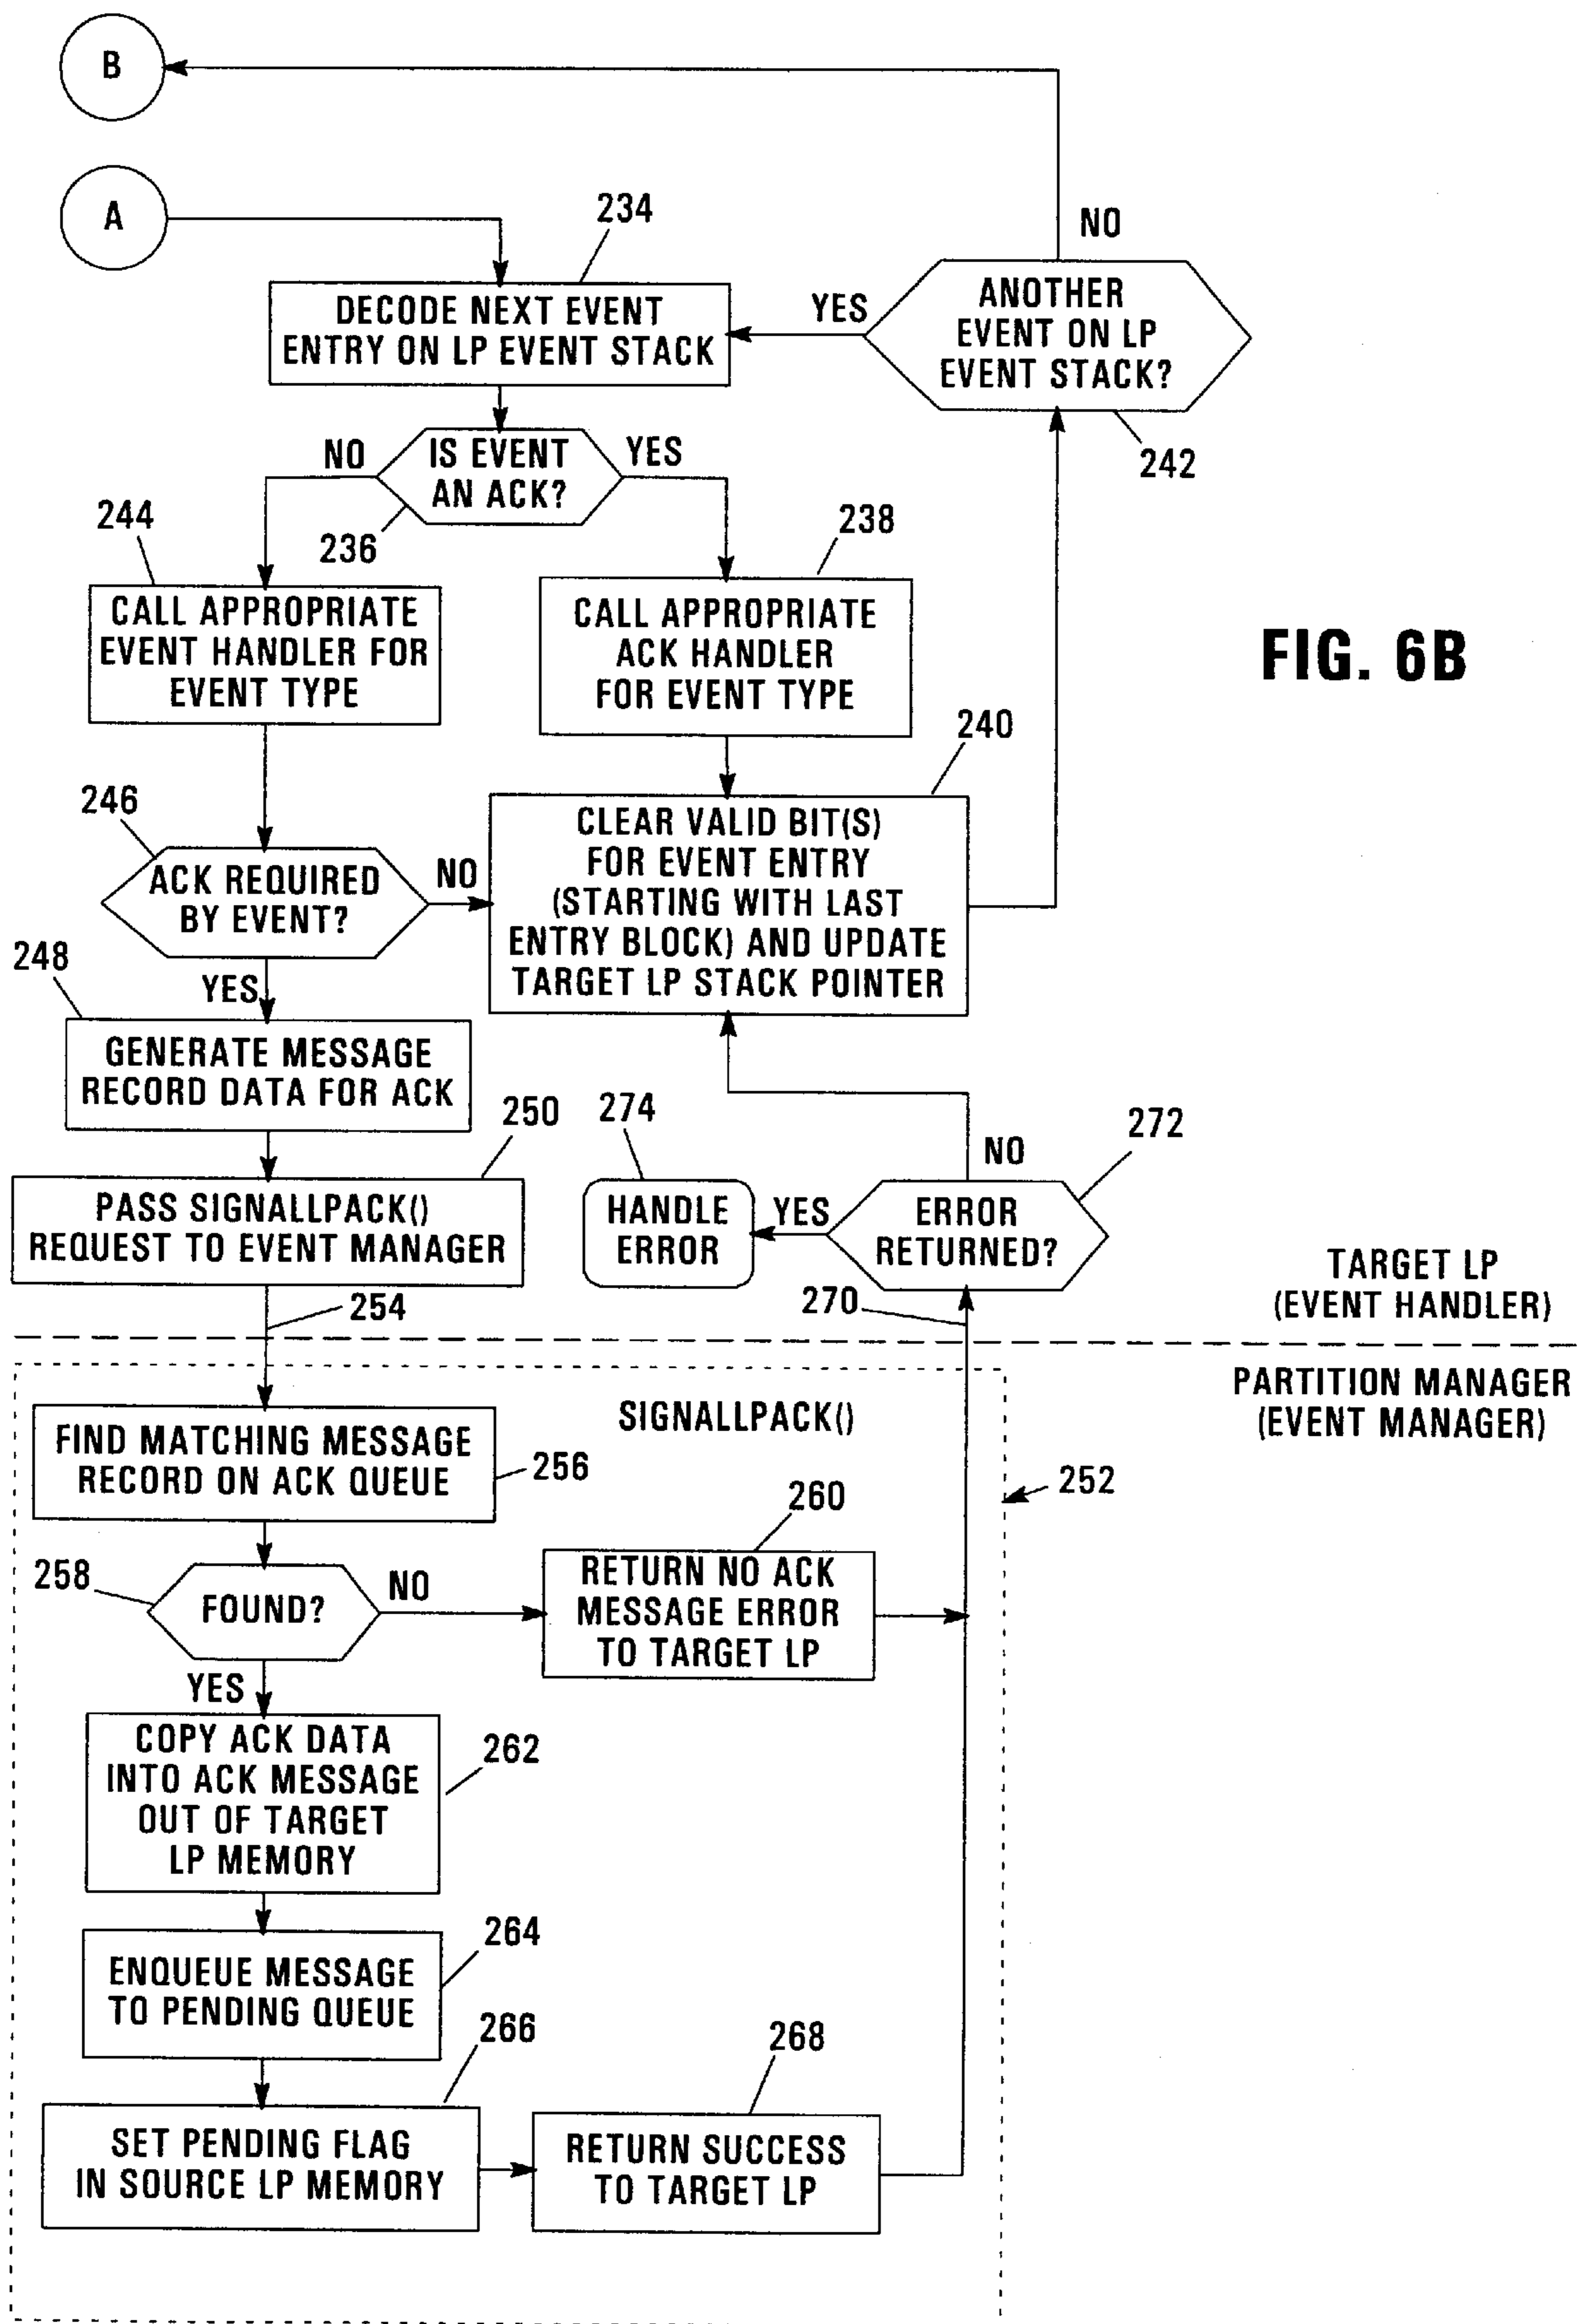 B
A
234
NO
DECODE NEXT EVENT
ENTRY ON LP EVENT STACK
YES
ANOTHER
EVENT ON LP
EVENT STACK?
242
NO
IS EVENT
AN ACK?
YES
236
244
238
CALL APPROPRIATE
EVENT HANDLER FOR
EVENT TYPE
CALL APPROPRIATE
ACK HANDLER
FOR EVENT TYPE
FIG. 6B
240
246
ACK REQUIRED
BY EVENT?
NO
CLEAR VALID BIT(S)
FOR EVENT ENTRY
(STARTING WITH LAST
ENTRY BLOCK) AND UPDATE
TARGET LP STACK POINTER
248
YES
GENERATE MESSAGE
RECORD DATA FOR ACK
250
274
272
NO
PASS SIGNALLPACK()
REQUEST TO EVENT MANAGER
HANDLE
ERROR
YES
ERROR
RETURNED?
254
270
TARGET LP
(EVENT HANDLER)
PARTITION MANAGER
(EVENT MANAGER)
SIGNALLPACK()
FIND MATCHING MESSAGE
RECORD ON ACK QUEUE
256
252
260
258
FOUND?
NO
RETURN NO ACK
MESSAGE ERROR
TO TARGET LP
YES
COPY ACK DATA
INTO ACK MESSAGE
OUT OF TARGET
LP MEMORY
262
264
ENQUEUE MESSAGE
TO PENDING QUEUE
266
268
SET PENDING FLAG
IN SOURCE LP MEMORY
RETURN SUCCESS
TO TARGET LP